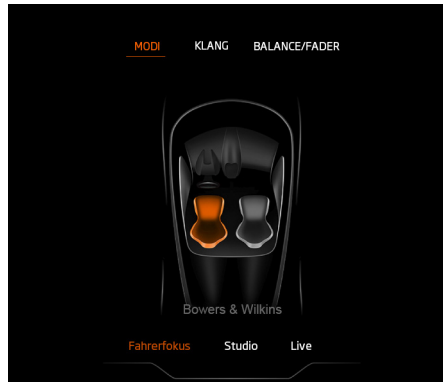 MODI KLANG BALANCE/FADER
Bowers & Wilkins
Fahrerfokus Studio Live